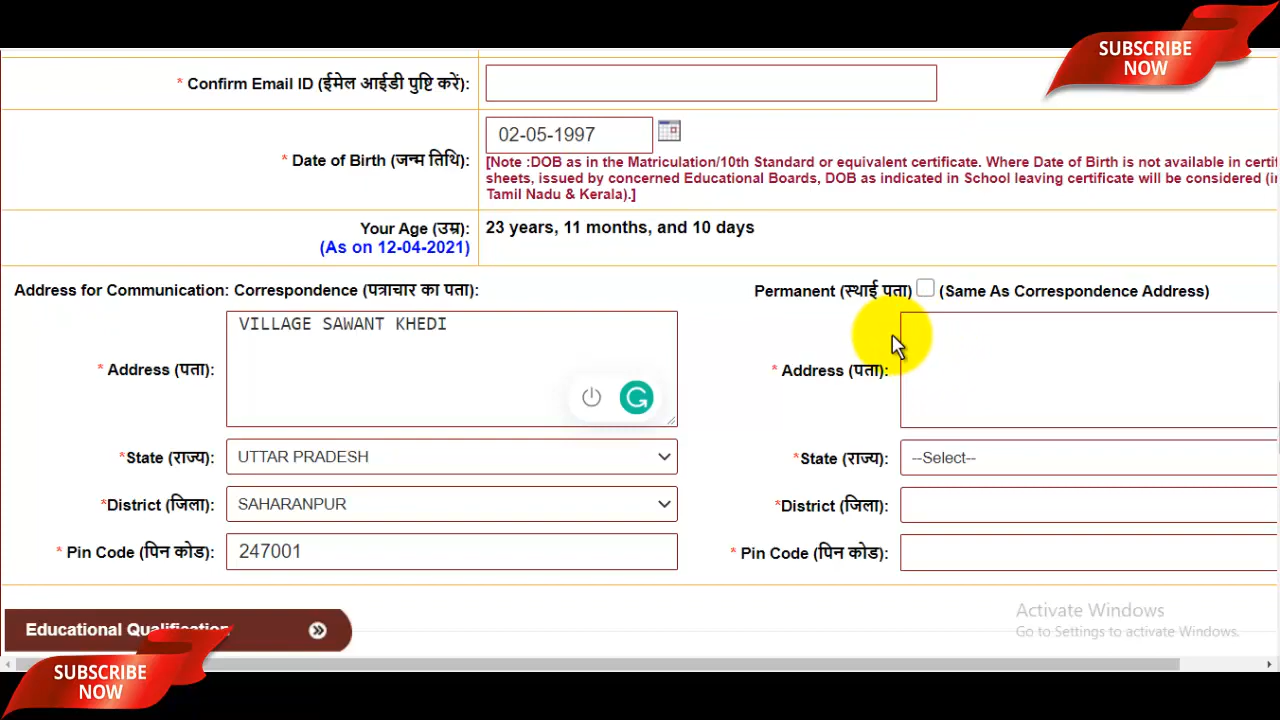 SUBSCRIBE
NOW
* Confirm Email ID (ईमेल आईडी पुष्टि करें):
* Date of Birth (जन्म तिथि):
02-05-1997
[Note :DOB as in the Matriculation/10th Standard or equivalent certificate. Where Date of Birth is not available in certi
sheets, issued by concerned Educational Boards, DOB as indicated in School leaving certificate will be considered (i
Tamil Nadu & Kerala).]
Your Age (उम्र):
(As on 12-04-2021)
23 years, 11 months, and 10 days
Address for Communication: Correspondence (पत्राचार का पता):
Permanent (स्थाई पता) (Same As Correspondence Address)
* Address (पता):
VILLAGE SAWANT KHEDI
* Address (पता):
*State (राज्य):
UTTAR PRADESH
*State (राज्य):
--Select--
*District (जिला):
SAHARANPUR
*District (जिला):
* Pin Code (पिन कोड):
247001
* Pin Code (पिन कोड):
Educational Qualification
Activate Windows
Go to Settings to activate Windows.
SUBSCRIBE
NOW